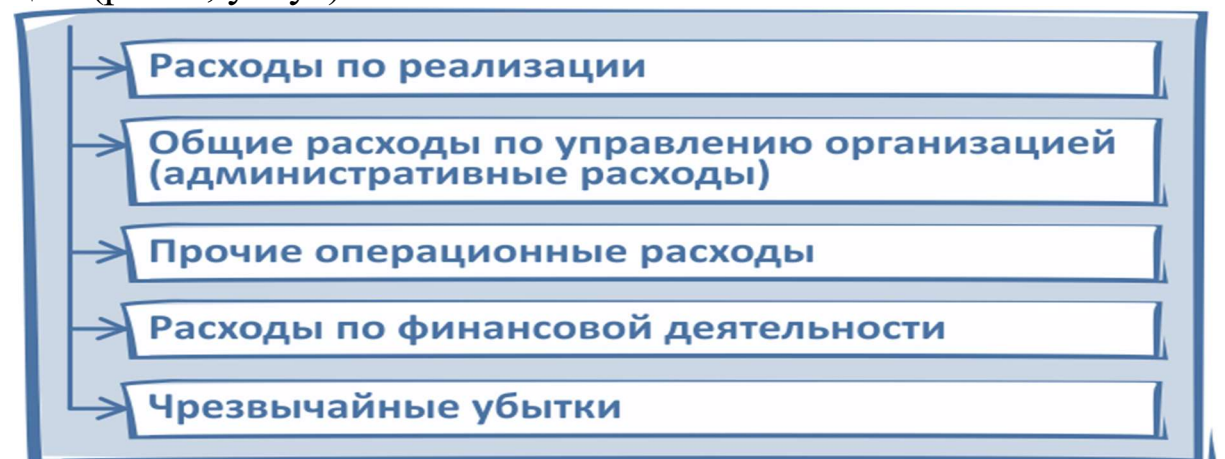 Расходы по реализации
Общие расходы по управлению организацией
(административные расходы)
Прочие операционные расходы
Расходы по финансовой деятельности
Чрезвычайные убытки